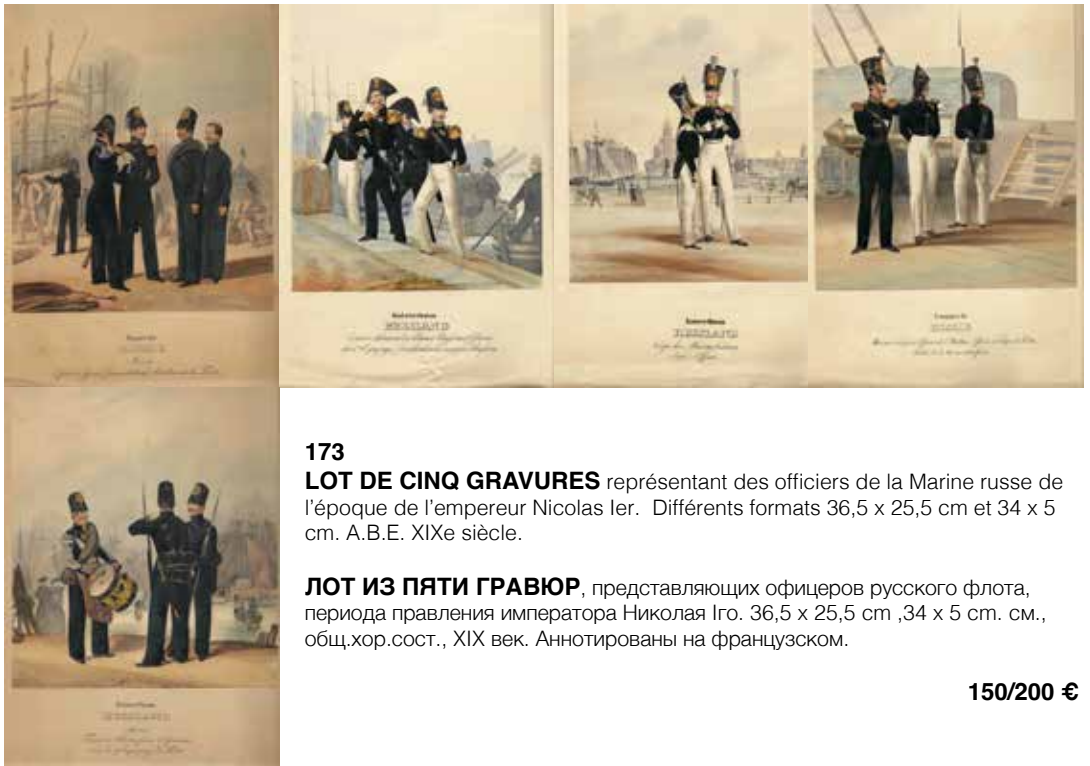 RUSSLAND
RUSSLAND
173
LOT DE CINQ GRAVURES représentant des officiers de la Marine russe de
l'époque de l'empereur Nicolas Ier. Différents formats 36,5 x 25,5 cm et 34 x 5
cm. A.B.E. XIXe siècle.
ЛОТ ИЗ ПЯТИ ГРАВЮР, представляющих офицеров русского флота,
периода правления императора Николая Iго. 36,5 x 25,5 cm ,34 x 5 cm. см.,
общ.хор.сост., XIX век. Аннотированы на французском.
150/200 €